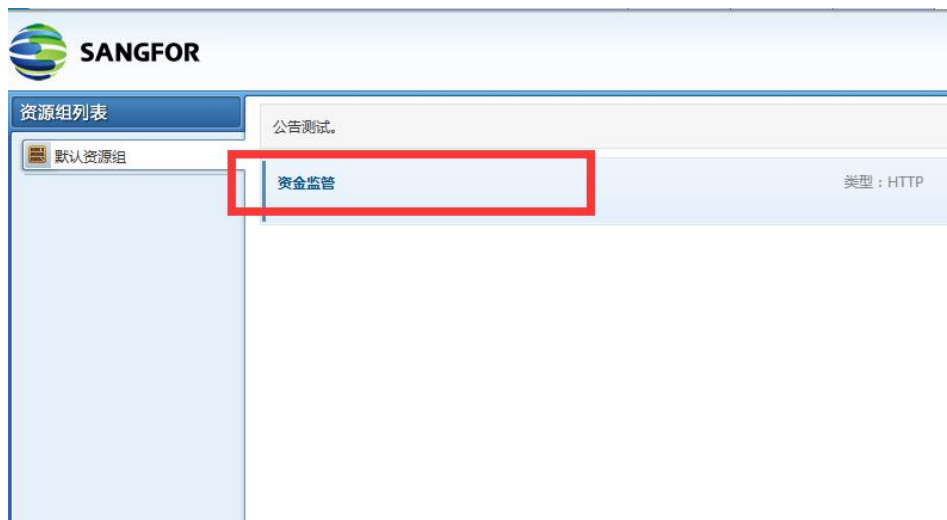 SANGFOR
资源组列表
默认资源组
公告测试。
资金监管
类型：HTTP